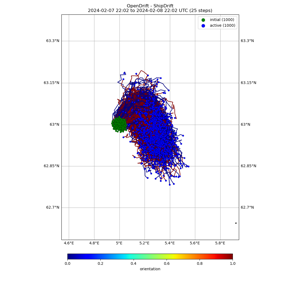 OpenDrift - ShipDrift
2024-02-07 22:02 to 2024-02-08 22:02 UTC (25 steps)
initial (1000)
active (1000)
63.3°N 63.3°N
63.15°N 63.15°N
63°N 63°N
62.85°N 62.85°N
62.7°N 62.7°N
4.6°E 4.8°E 5°E 5.2°E 5.4°E 5.6°E 5.8°E
0.0 0.2 0.4 0.6 0.8 1.0
orientation